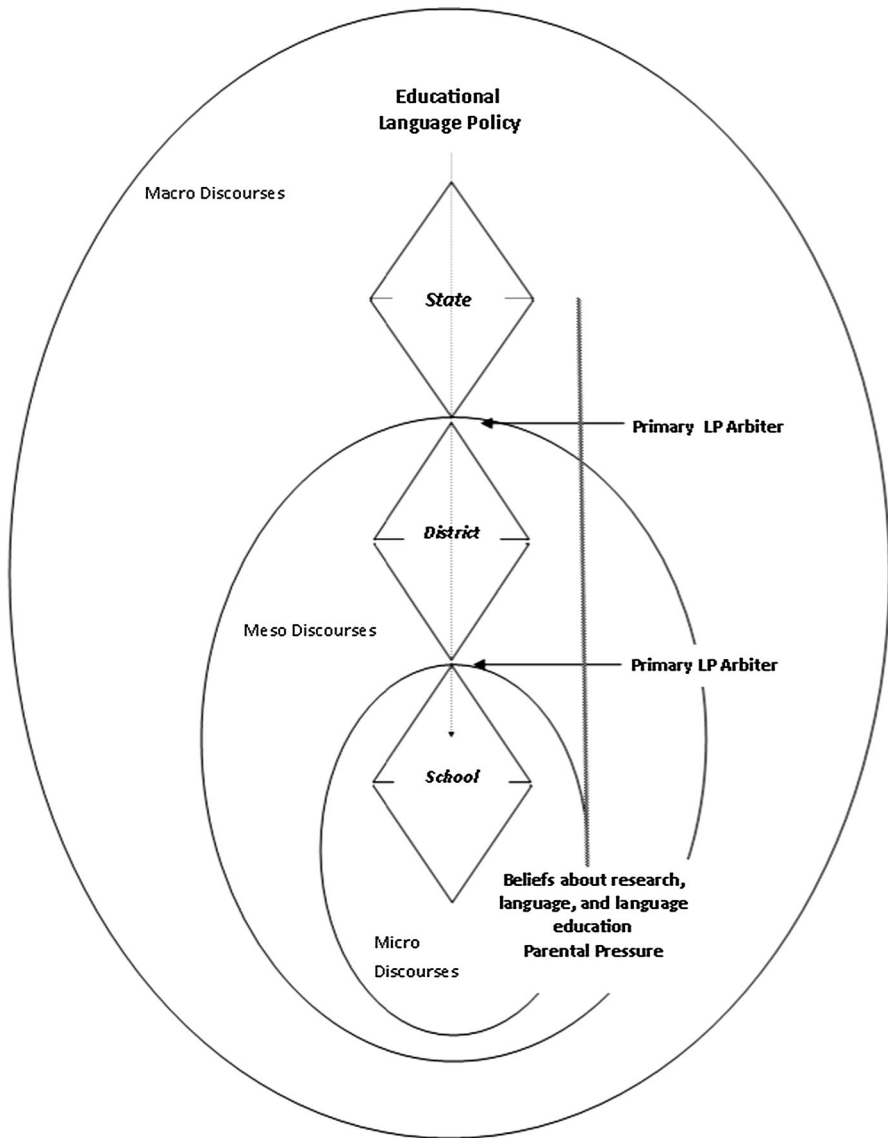 Educational
Language Policy
Macro Discourses
State
Primary LP Arbiter
District
Meso Discourses
Primary LP Arbiter
School
Beliefs about research,
language, and language
education
Parental Pressure
Micro
Discourses